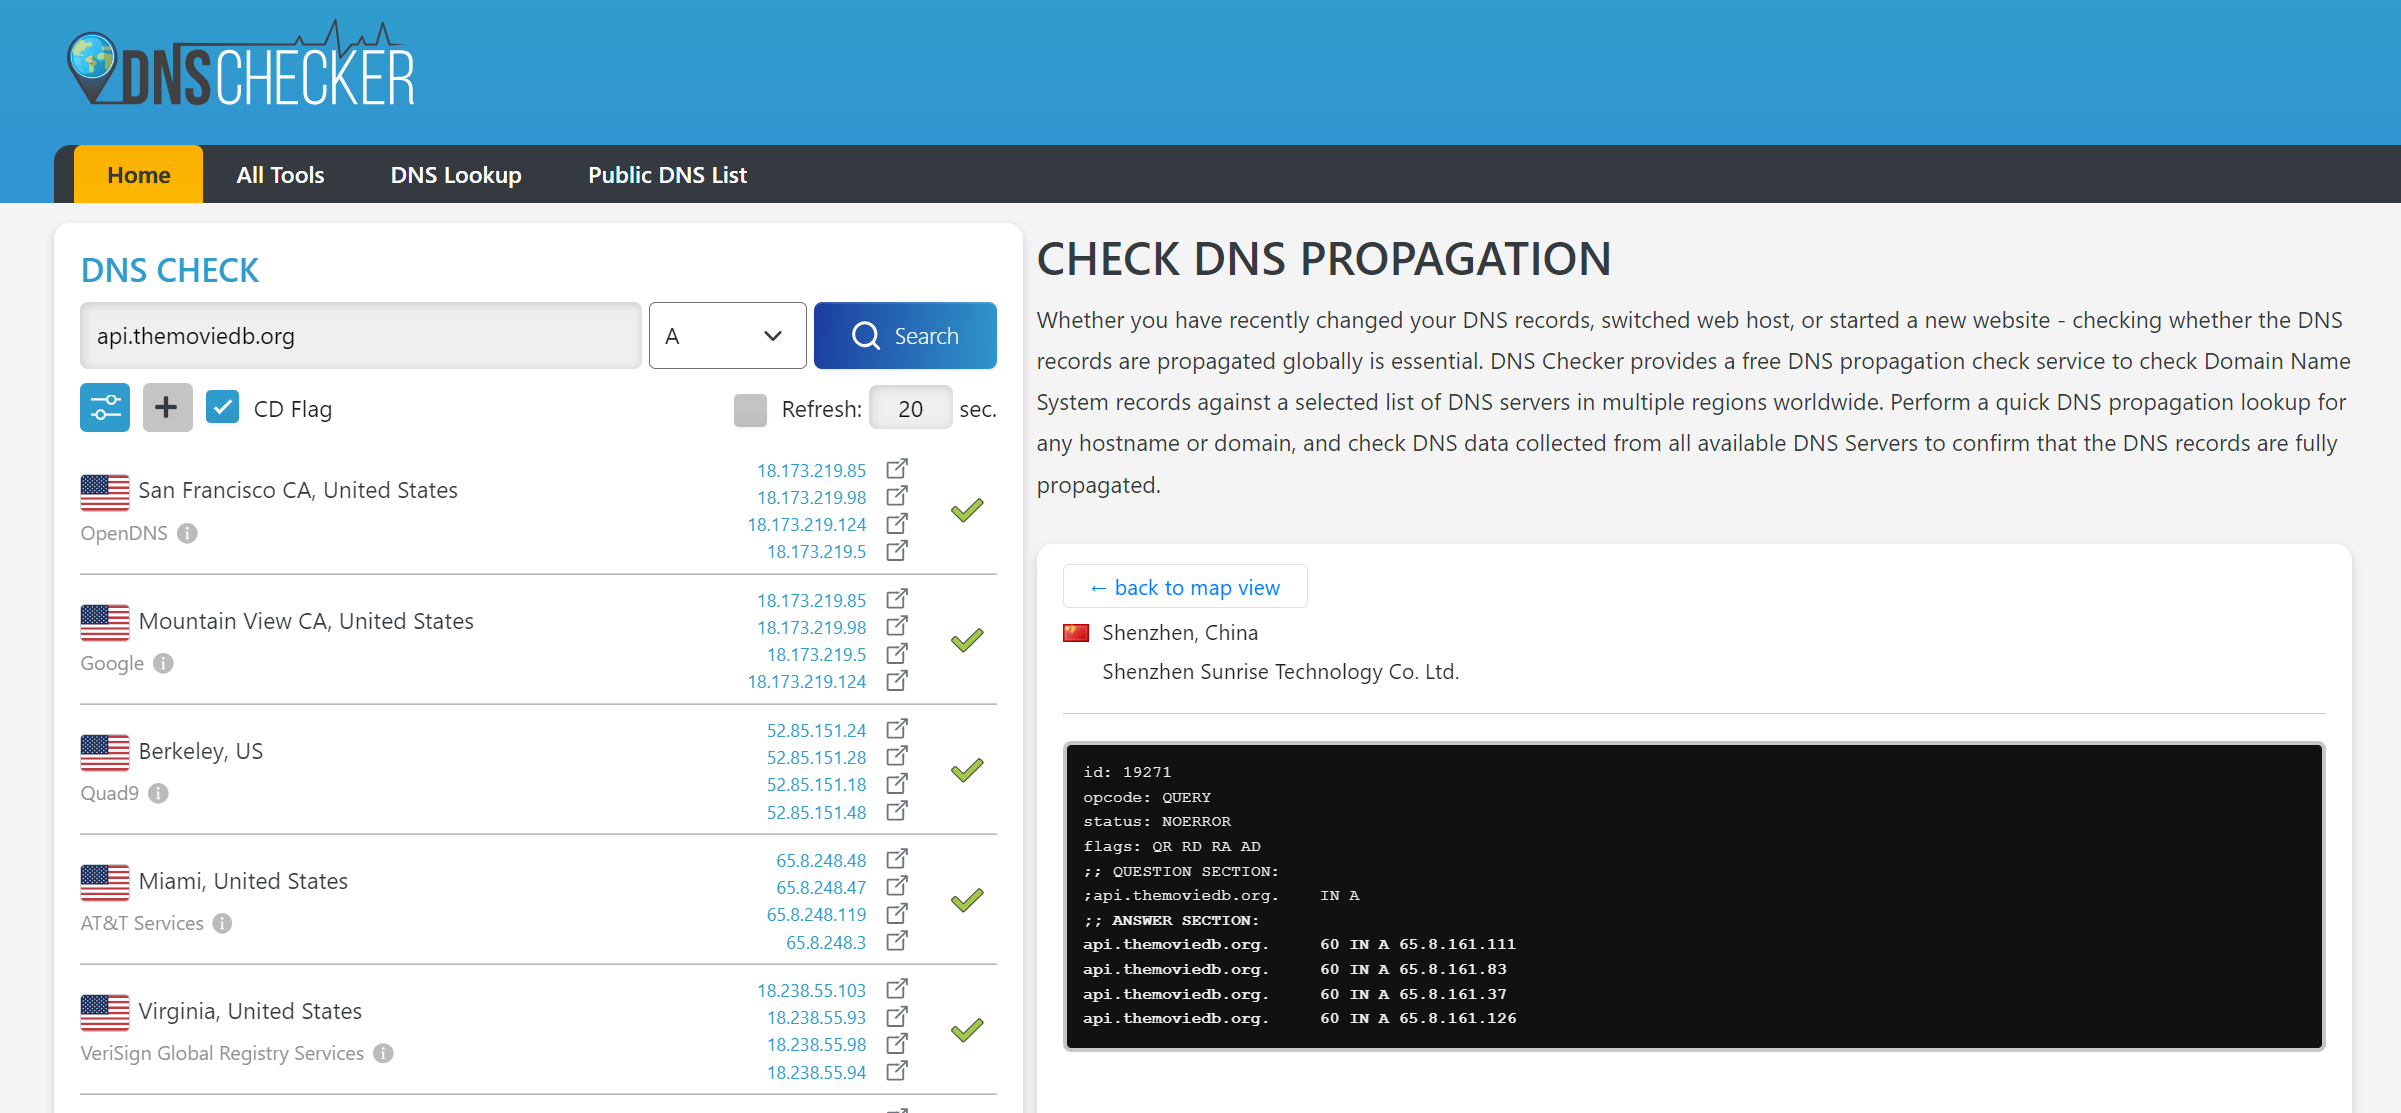 DNSCHECKER
Home
All Tools
DNS Lookup
Public DNS List
DNS CHECK
api.themoviedb.org
A
Search
CD Flag
Refresh: 20 sec.
San Francisco CA, United States
OpenDNS
18.173.219.85
18.173.219.98
18.173.219.124
18.173.219.5
Mountain View CA, United States
Google
18.173.219.85
18.173.219.98
18.173.219.5
18.173.219.124
Berkeley, US
Quad9
52.85.151.24
52.85.151.28
52.85.151.18
52.85.151.48
Miami, United States
AT&T Services
65.8.248.48
65.8.248.47
65.8.248.119
65.8.248.3
Virginia, United States
VeriSign Global Registry Services
18.238.55.103
18.238.55.93
18.238.55.98
18.238.55.94
CHECK DNS PROPAGATION
Whether you have recently changed your DNS records, switched web host, or started a new website - checking whether the DNS
records are propagated globally is essential. DNS Checker provides a free DNS propagation check service to check Domain Name
System records against a selected list of DNS servers in multiple regions worldwide. Perform a quick DNS propagation lookup for
any hostname or domain, and check DNS data collected from all available DNS Servers to confirm that the DNS records are fully
propagated.
← back to map view
Shenzhen, China
Shenzhen Sunrise Technology Co. Ltd.
id: 19271
opcode: QUERY
status: NOERROR
flags: QR RD RA AD
;; QUESTION SECTION:
;api.themoviedb.org. IN A
;; ANSWER SECTION:
api.themoviedb.org. 60 IN A 65.8.161.111
api.themoviedb.org. 60 IN A 65.8.161.83
api.themoviedb.org. 60 IN A 65.8.161.37
api.themoviedb.org. 60 IN A 65.8.161.126